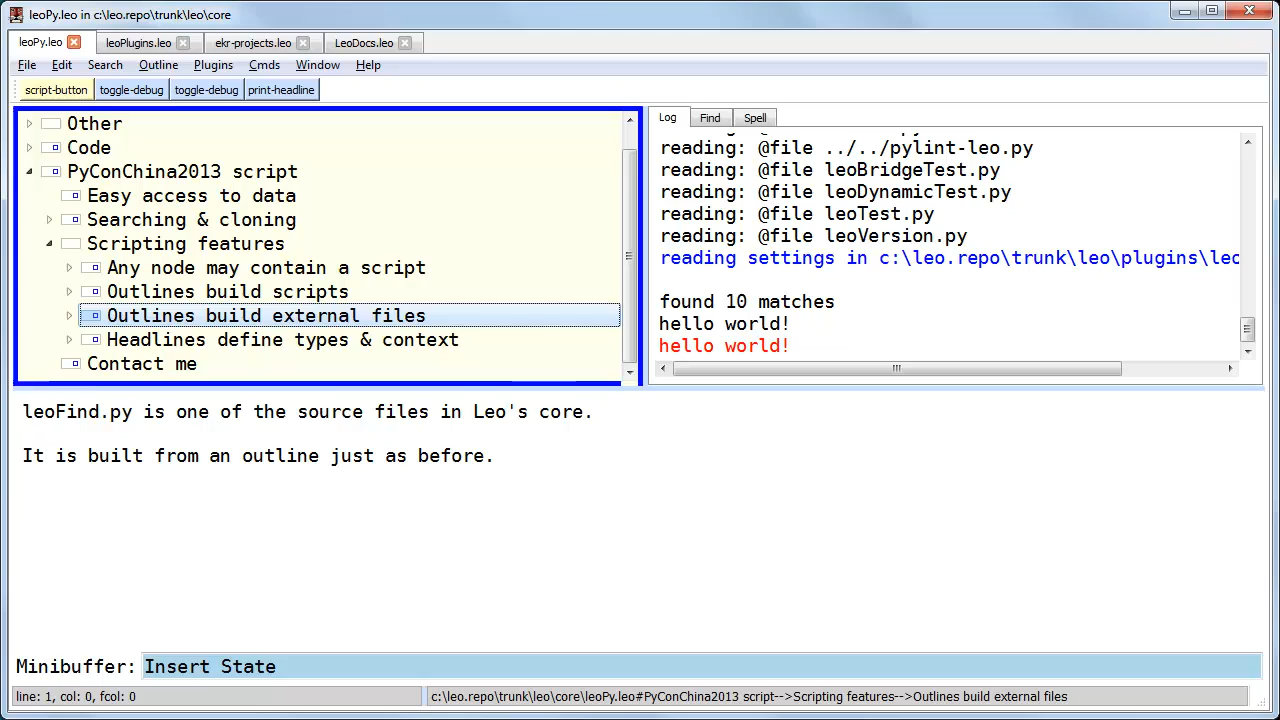 leoPy.leo in c:\leo.repo\trunk\leo\core
leoPy.leo
leoPlugins.leo
ekr-projects.leo
LeoDocs.leo
File Edit Search Outline Plugins Cmds Window Help
script-button
toggle-debug
toggle-debug
print-headline
Other
Code
PyConChina2013 script
Easy access to data
Searching & cloning
Scripting features
Any node may contain a script
Outlines build scripts
Outlines build external files
Headlines define types & context
Contact me
Log
Find
Spell
reading: @file ../../pylint-leo.py
reading: @file leoBridgeTest.py
reading: @file leoDynamicTest.py
reading: @file leoTest.py
reading: @file leoVersion.py
reading settings in c:\leo.repo\trunk\leo\plugins\leo
found 10 matches
hello world!
hello world!
leoFind.py is one of the source files in Leo's core.
It is built from an outline just as before.
Minibuffer: Insert State
line: 1, col: 0, fcol: 0
c:\leo.repo\trunk\leo\core\leoPy.leo#PyConChina2013 script-->Scripting features-->Outlines build external files